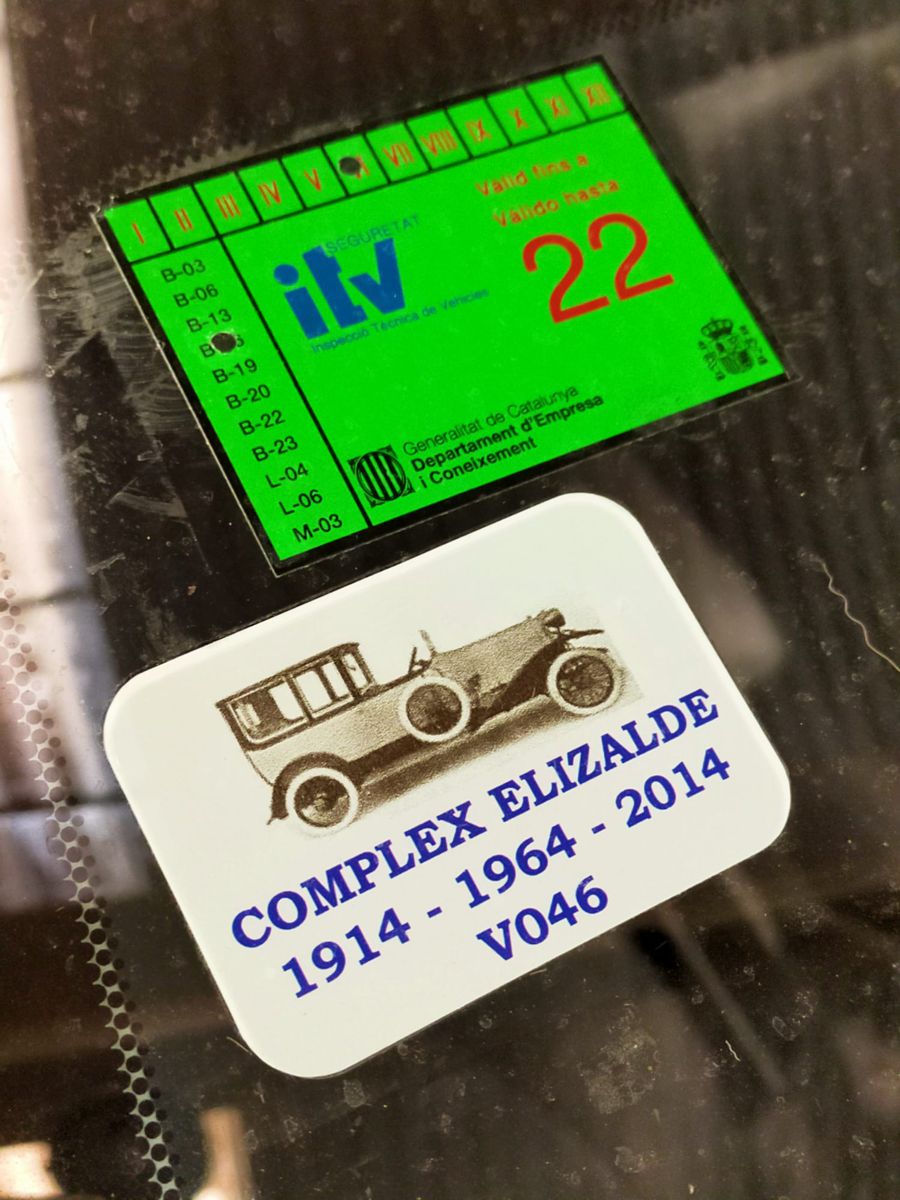 I II III IV V VII VIII IX X XI XII
B-03
B-06
B-13
B-19
B-20
B-22
B-23
L-04
L-06
M-03
SEGURETAT
itv
Inspecció Tècnica de Vehicles
Vàlid fins a
Válido hasta
22
Generalitat de Catalunya
Departament d'Empresa
i Coneixement
COMPLEX ELIZALDE
1914 - 1964 - 2014
V046